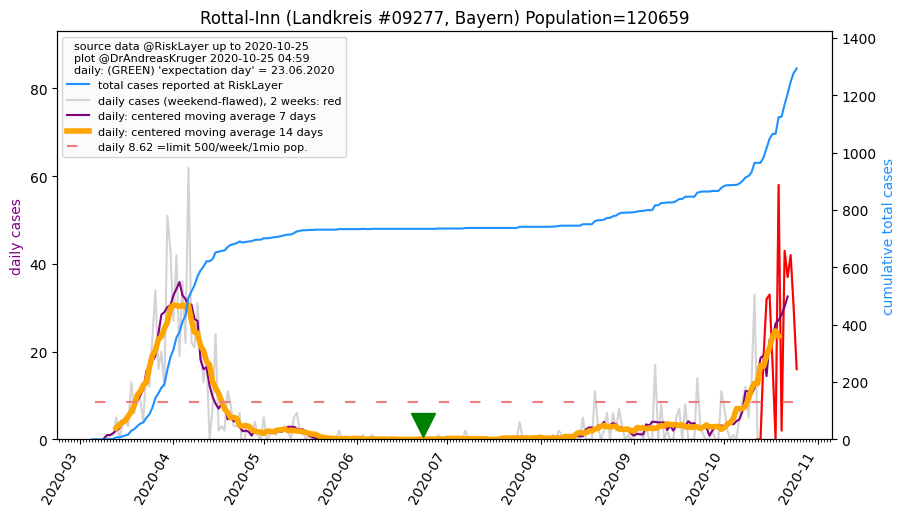 Rottal-Inn (Landkreis #09277, Bayern) Population=120659
source data @RiskLayer up to 2020-10-25
plot @DrAndreasKruger 2020-10-25 04:59
daily: (GREEN) 'expectation day' = 23.06.2020
total cases reported at RiskLayer
daily cases (weekend-flawed), 2 weeks: red
daily: centered moving average 7 days
daily: centered moving average 14 days
daily 8.62 =limit 500/week/1mio pop.
daily cases
80
60
40
20
0
1400
1200
1000
800
600
400
200
0
cumulative total cases
2020-03
2020-04
2020-05
2020-06
2020-07
2020-08
2020-09
2020-10
2020-11